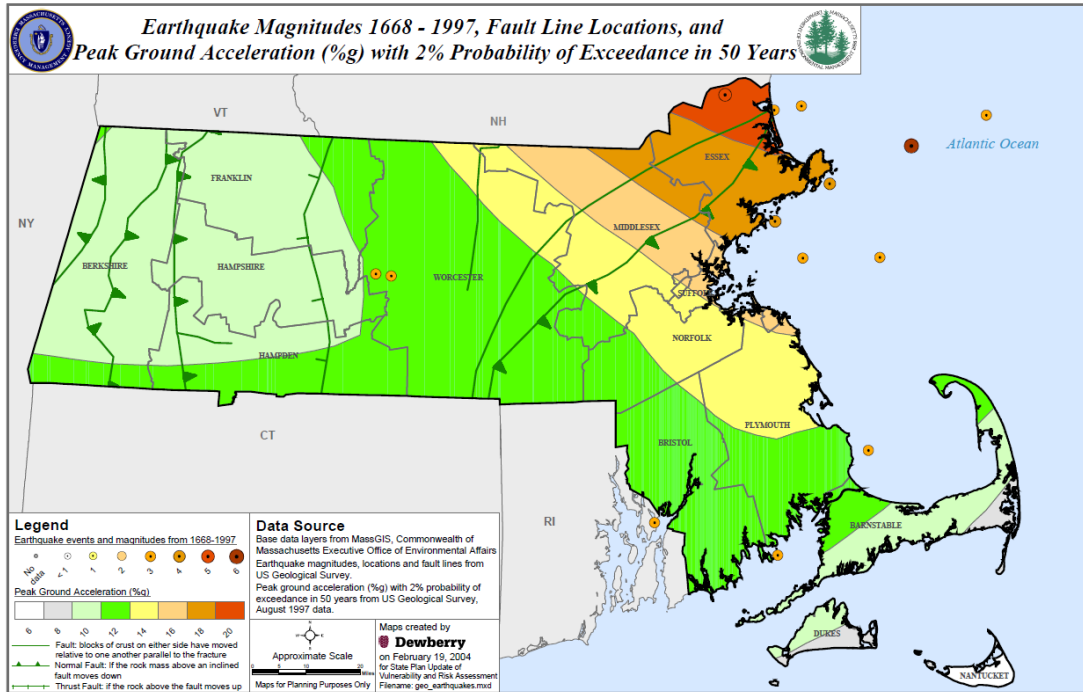 Earthquake Magnitudes 1668 - 1997, Fault Line Locations, and
Peak Ground Acceleration (%g) with 2% Probability of Exceedance in 50 Years
VT
NH
NY
CT
RI
Atlantic Ocean
ESSEX
FRANKLIN
MIDDLESEX
BERKSHIRE
HAMPSHIRE
WORCESTER
SUFFOLK
NORFOLK
HAMPDEN
PLYMOUTH
BRISTOL
BARNSTABLE
DUKES
NANTUCKET
Legend
Earthquake events and magnitudes from 1668-1997
No data <1 1 2 3 4 5 6
Peak Ground Acceleration (%g)
6 8 10 12 14 16 18 20
Fault: blocks of crust on either side have moved
relative to one another parallel to the fracture
Normal Fault: If the rock mass above an inclined
fault moves down
Thrust Fault: if the rock above the fault moves up
Data Source
Base data layers from MassGIS, Commonwealth of
Massachusetts Executive Office of Environmental Affairs
Earthquake magnitudes, locations and fault lines from
US Geological Survey.
Peak ground acceleration (%g) with 2% probability of
exceedance in 50 years from US Geological Survey,
August 1997 data.
N
Approximate Scale
0 5 10 20
Miles
Maps for Planning Purposes Only
Maps created by
Dewberry
on February 19, 2004
for State Plan Update of
Vulnerability and Risk Assessment
Filename: geo_earthquakes.mxd